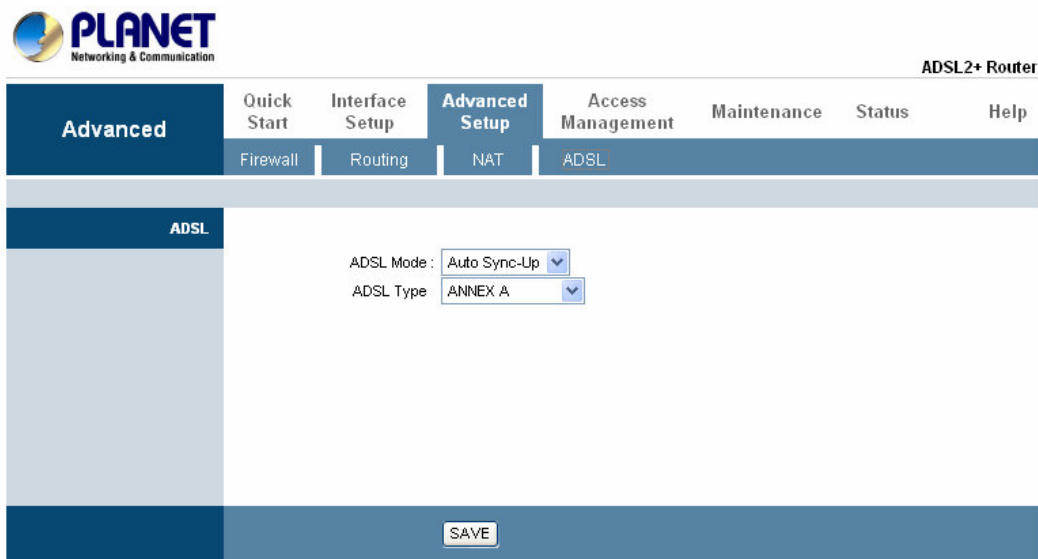 PLANET
Networking & Communication
ADSL2+ Router
Advanced
Quick Start
Interface Setup
Advanced Setup
Access Management
Maintenance
Status
Help
Firewall
Routing
NAT
ADSL
ADSL
ADSL Mode : Auto Sync-Up
ADSL Type ANNEX A
SAVE